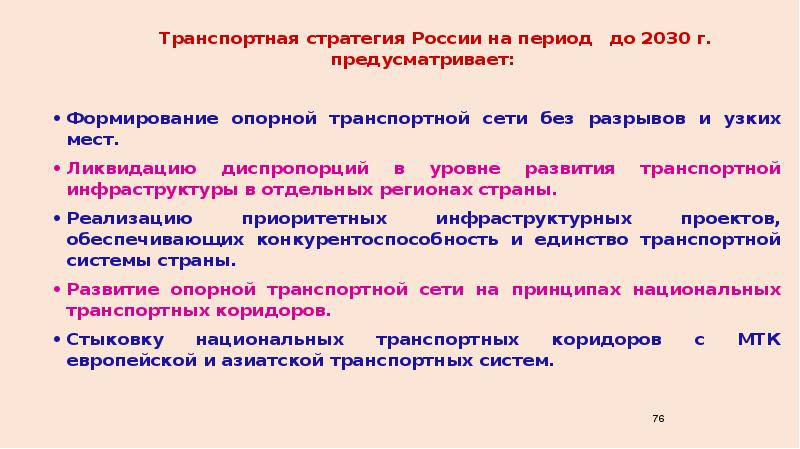 Транспортная стратегия России на период до 2030 г.
предусматривает:
• Формирование опорной транспортной сети без разрывов и узких
мест.
• Ликвидацию диспропорций в уровне развития транспортной
инфраструктуры в отдельных регионах страны.
• Реализацию приоритетных инфраструктурных проектов,
обеспечивающих конкурентоспособность и единство транспортной
системы страны.
• Развитие опорной транспортной сети на принципах национальных
транспортных коридоров.
• Стыковку национальных транспортных коридоров с МТК
европейской и азиатской транспортных систем.
76